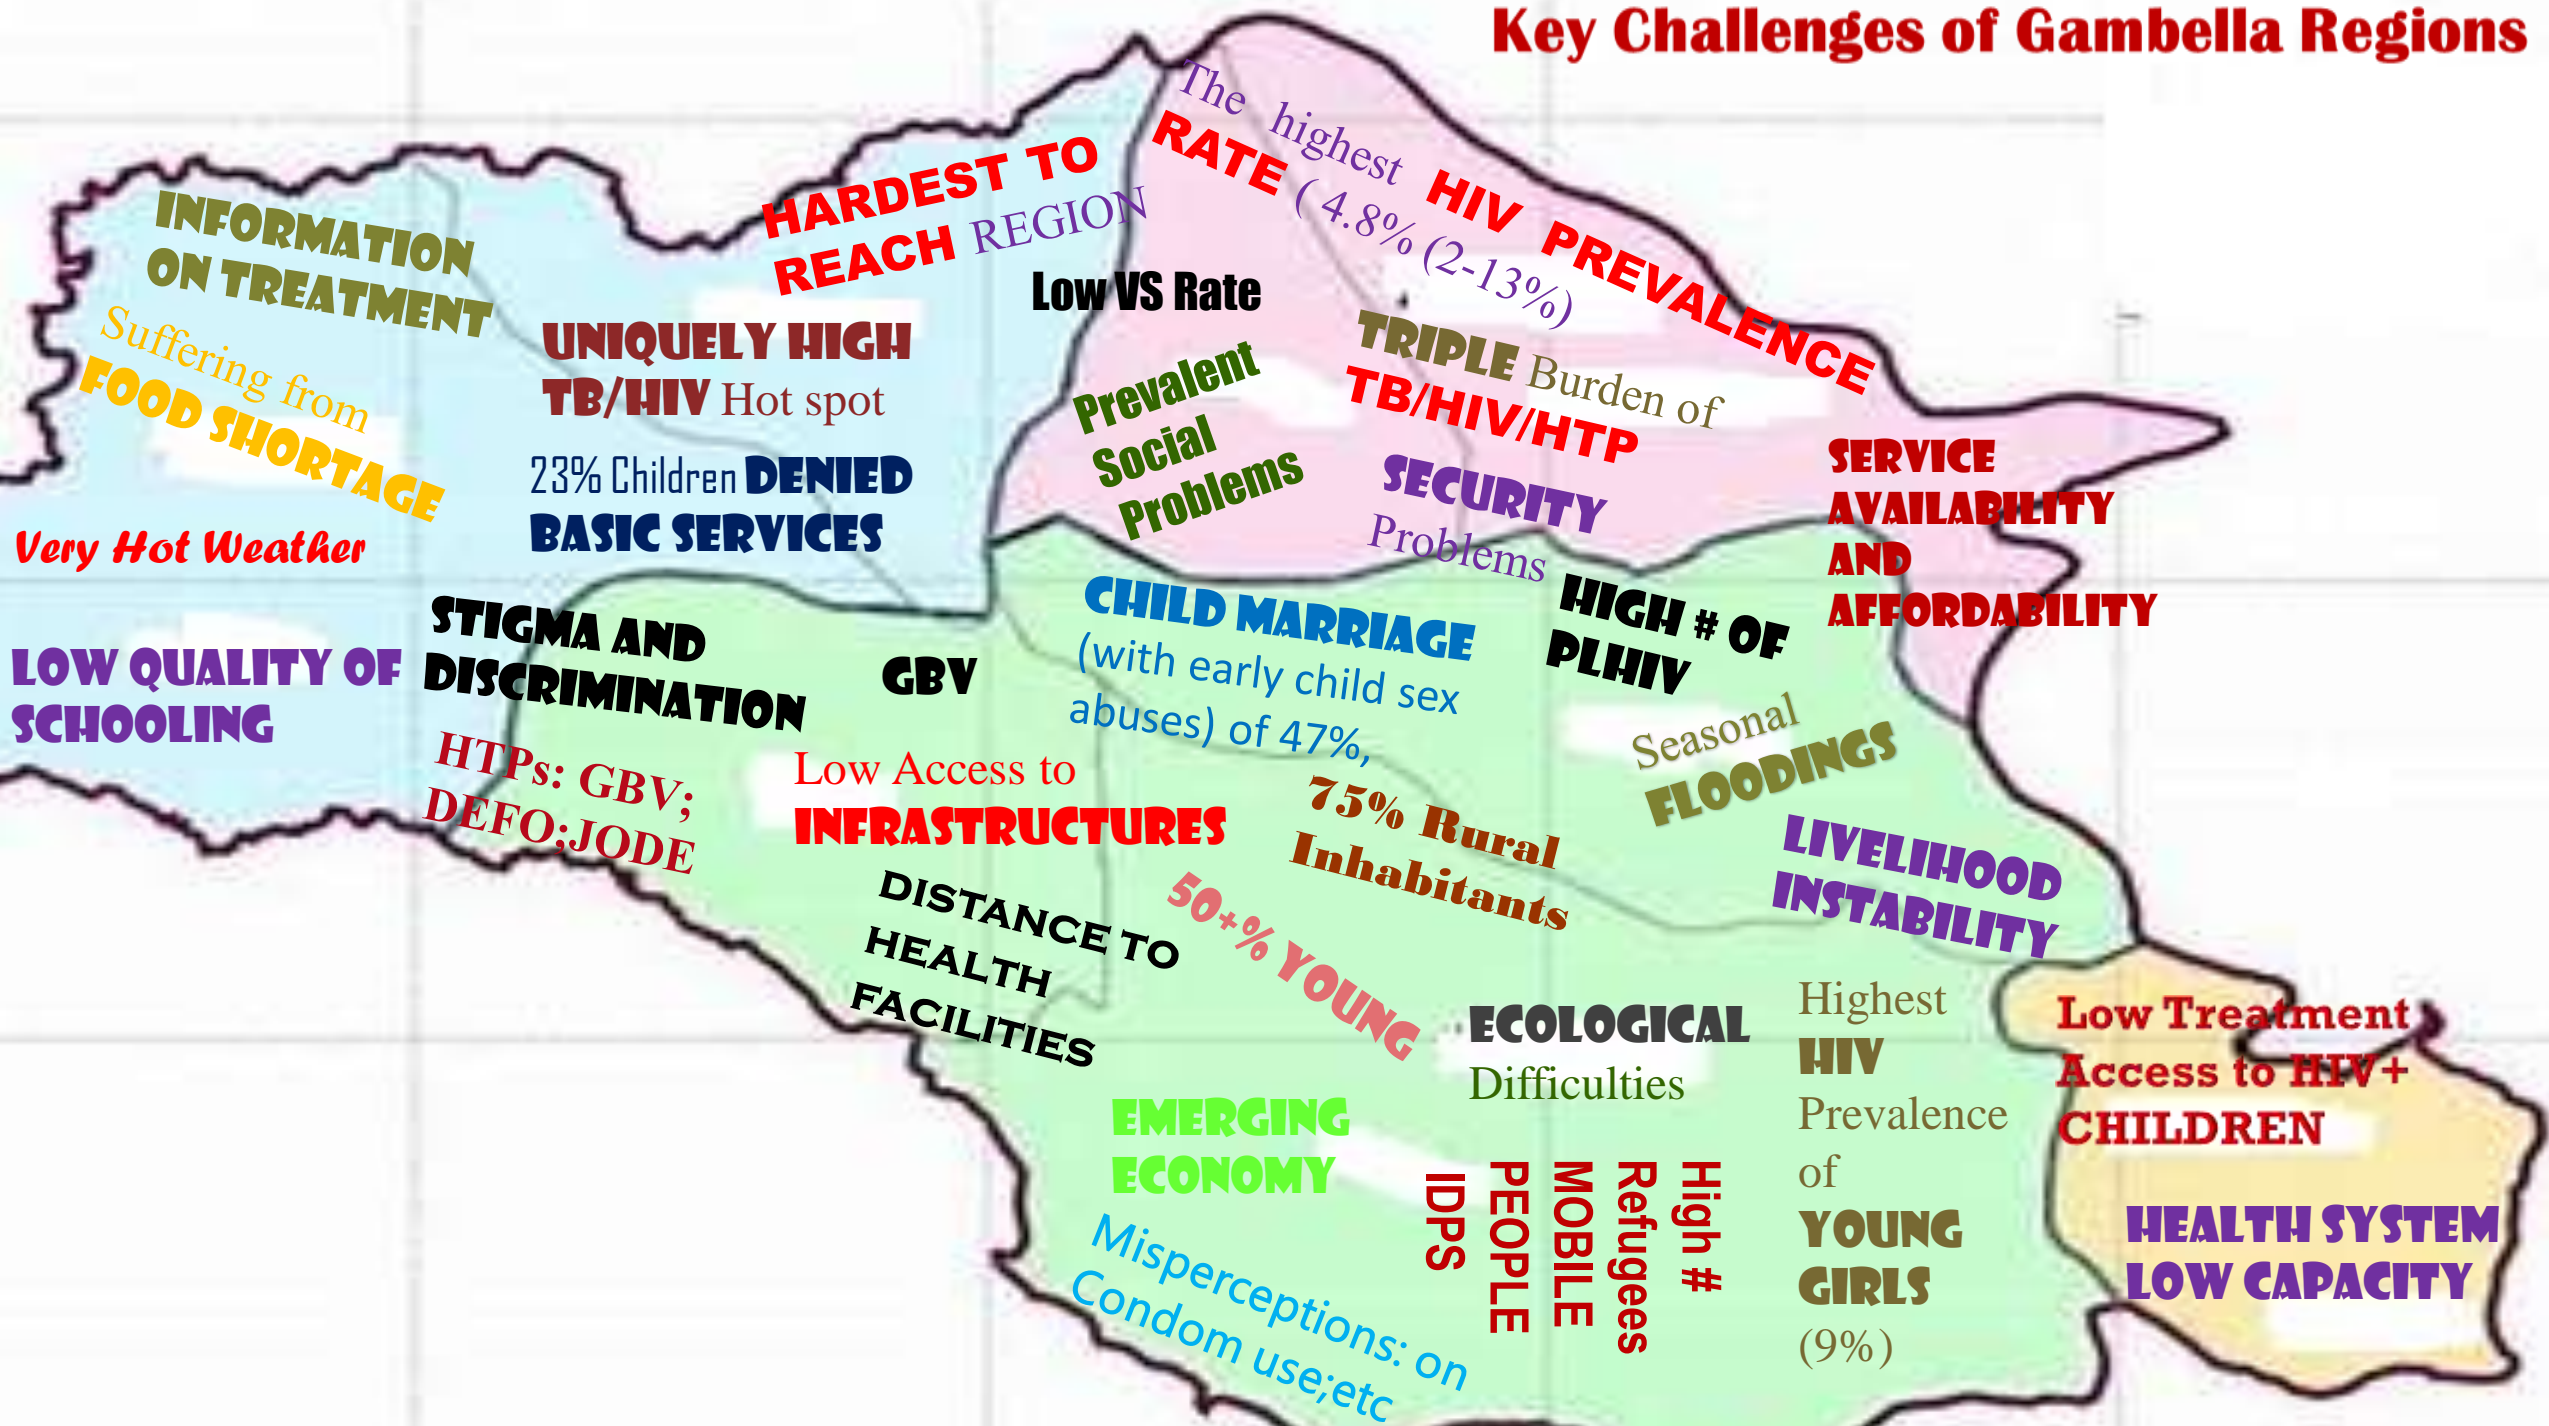 Key Challenges of Gambella Regions
The highest HIV PREVALENCE
RATE ( 4.8% (2-13%)
HARDEST TO
REACH REGION
INFORMATION
ON TREATMENT
Suffering from
FOOD SHORTAGE
UNIQUELY HIGH
TB/HIV Hot spot
Low VS Rate
TRIPLE Burden of
TB/HIV/HTP
Prevalent
Social
Problems
23% Children DENIED
BASIC SERVICES
SECURITY
Problems
SERVICE
AVAILABILITY
AND
AFFORDABILITY
Very Hot Weather
LOW QUALITY OF
SCHOOLING
STIGMA AND
DISCRIMINATION
GBV
CHILD MARRIAGE
(with early child sex
abuses) of 47%,
HIGH # OF
PLHIV
HTPs: GBV;
DEFO;JODE
Low Access to
INFRASTRUCTURES
75% Rural
Inhabitants
Seasonal
FLOODINGS
LIVELIHOOD
INSTABILITY
DISTANCE TO
HEALTH
FACILITIES
50+% YOUNG
ECOLOGICAL
Difficulties
Highest
HIV
Prevalence
of
YOUNG
GIRLS
(9%)
Low Treatment
Access to HIV+
CHILDREN
EMERGING
ECONOMY
High #
Refugees
MOBILE
PEOPLE
IDPS
HEALTH SYSTEM
LOW CAPACITY
Misperceptions: on
Condom use;etc